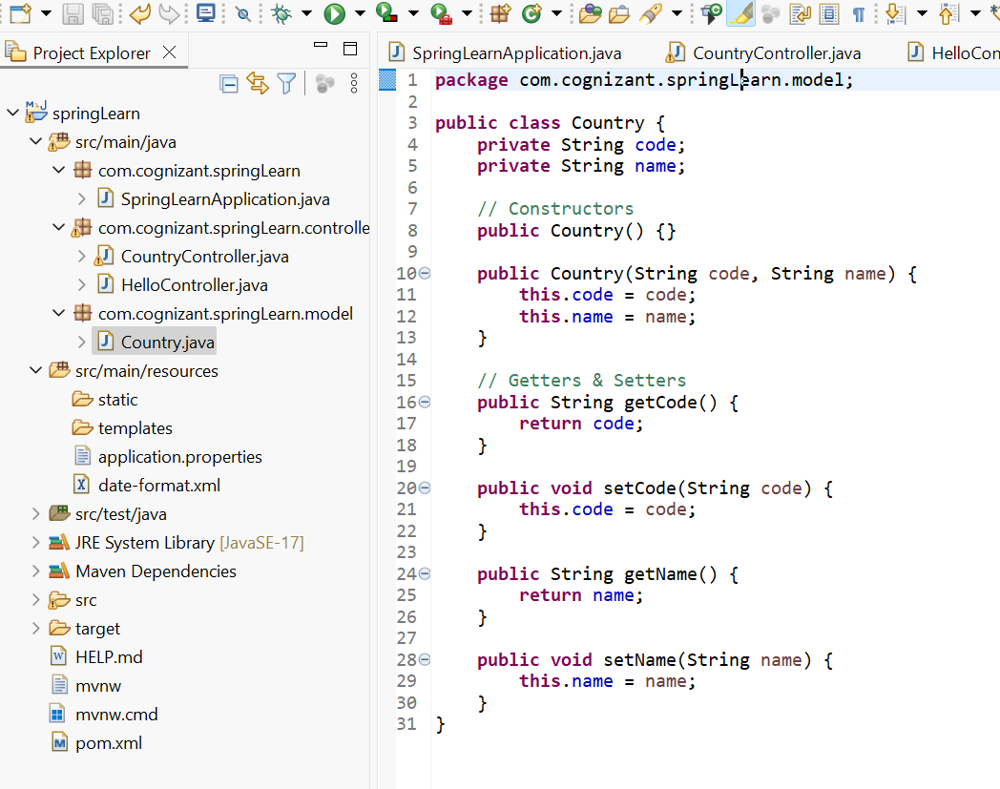 Project Explorer
springLearn
src/main/java
com.cognizant.springLearn
SpringLearnApplication.java
com.cognizant.springLearn.controlle
CountryController.java
HelloController.java
com.cognizant.springLearn.model
Country.java
src/main/resources
static
templates
application.properties
date-format.xml
src/test/java
JRE System Library [JavaSE-17]
Maven Dependencies
src
target
HELP.md
mvnw
mvnw.cmd
pom.xml
SpringLearnApplication.java CountryController.java HelloCon
1 package com.cognizant.springLearn.model;
2
3 public class Country {
4     private String code;
5     private String name;
6
7     // Constructors
8     public Country() {}
9
10     public Country(String code, String name) {
11         this.code = code;
12         this.name = name;
13     }
14
15     // Getters & Setters
16     public String getCode() {
17         return code;
18     }
19
20     public void setCode(String code) {
21         this.code = code;
22     }
23
24     public String getName() {
25         return name;
26     }
27
28     public void setName(String name) {
29         this.name = name;
30     }
31 }